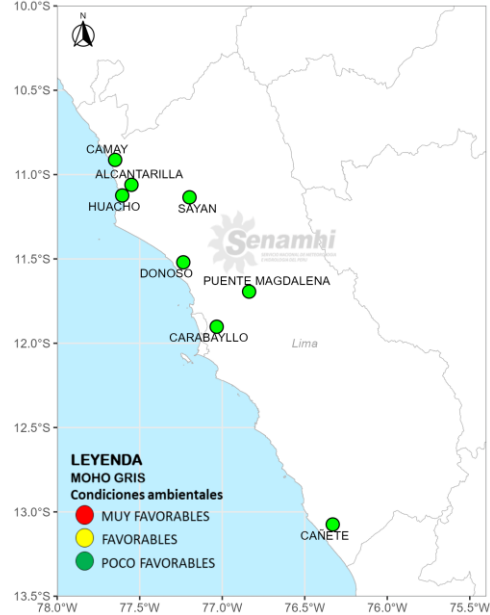 10.0°S
N
10.5°S
CAMAY
11.0°S
ALCANTARILLA
HUACHO
SAYAN
Senamhi
11.5°S
DONOSO
PUENTE MAGDALENA
CARABAYLLO
12.0°S
Lima
12.5°S
LEYENDA
MOHO GRIS
Condiciones ambientales
MUY FAVORABLES
FAVORABLES
POCO FAVORABLES
13.0°S
CAÑETE
13.5°S
78.0°W 77.5°W 77.0°W 76.5°W 76.0°W 75.5°W